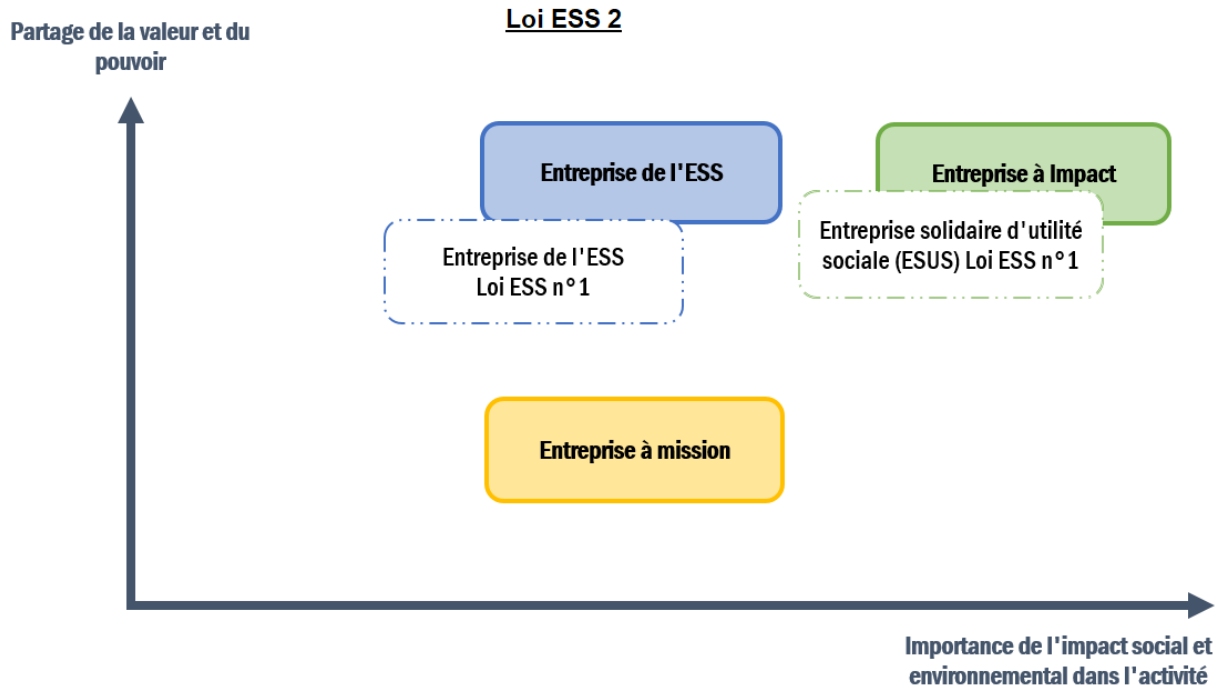 Loi ESS 2
Partage de la valeur et du
pouvoir
Entreprise de l'ESS
Entreprise à Impact
Entreprise de l'ESS
Loi ESS n°1
Entreprise solidaire d'utilité
sociale (ESUS) Loi ESS n°1
Entreprise à mission
Importance de l'impact social et
environnemental dans l'activité